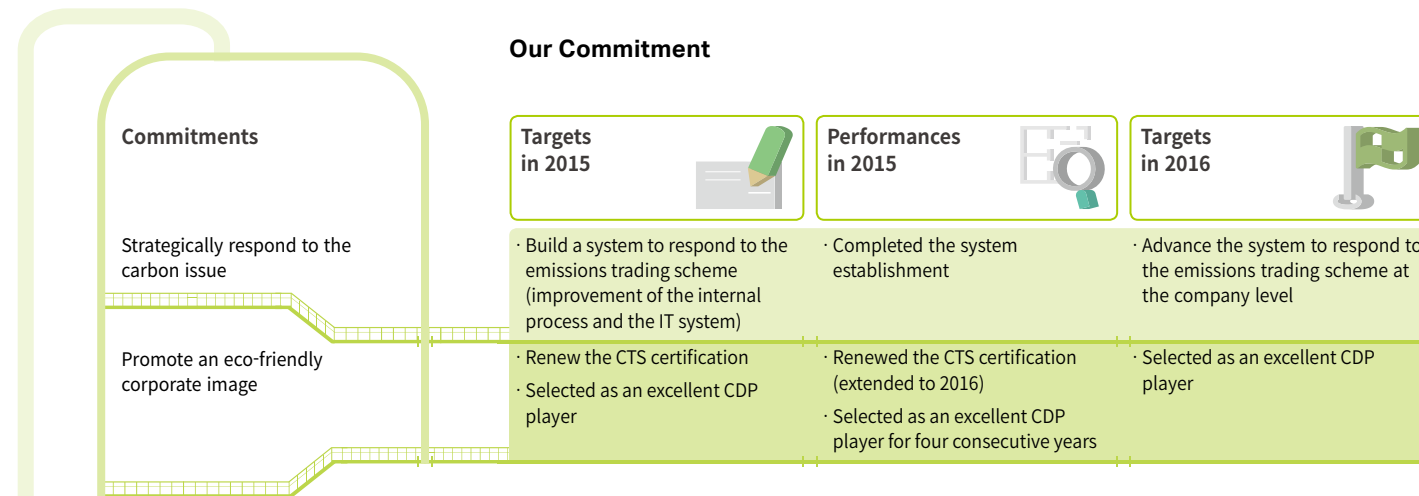 Our Commitment
Commitments
Targets
in 2015
Performances
in 2015
Targets
in 2016
Strategically respond to the
carbon issue
· Build a system to respond to the
emissions trading scheme
(improvement of the internal
process and the IT system)
· Completed the system
establishment
· Advance the system to respond to
the emissions trading scheme at
the company level
Promote an eco-friendly
corporate image
· Renew the CTS certification
· Selected as an excellent CDP
player
· Renewed the CTS certification
(extended to 2016)
· Selected as an excellent CDP
player for four consecutive years
· Selected as an excellent CDP
player